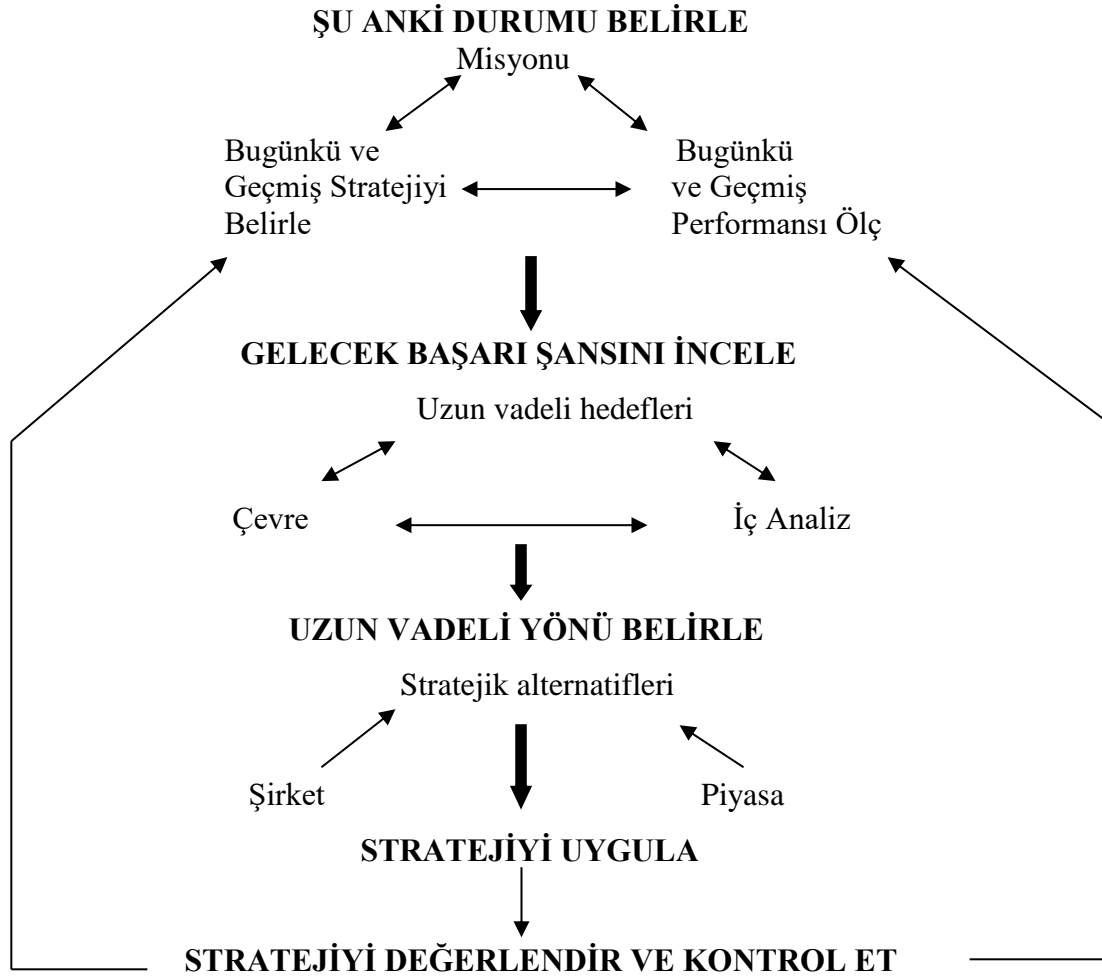 ŞU ANKİ DURUMU BELİRLE
Misyonu
Bugünkü ve
Geçmiş Stratejiyi
Belirle
Bugünkü
ve Geçmiş
Performansı Ölç
GELECEK BAŞARI ŞANSINI İNCELE
Uzun vadeli hedefleri
Çevre
İç Analiz
UZUN VADELİ YÖNÜ BELİRLE
Stratejik alternatifleri
Şirket
Piyasa
STRATEJİYİ UYGULA
STRATEJİYİ DEĞERLENDİR VE KONTROL ET